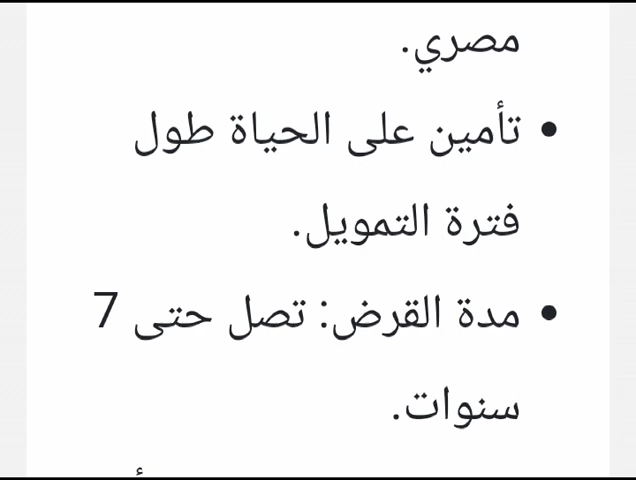 مصري.
• تأمين على الحياة طول
فترة التمويل.
• مدة القرض: تصل حتى 7
سنوات.